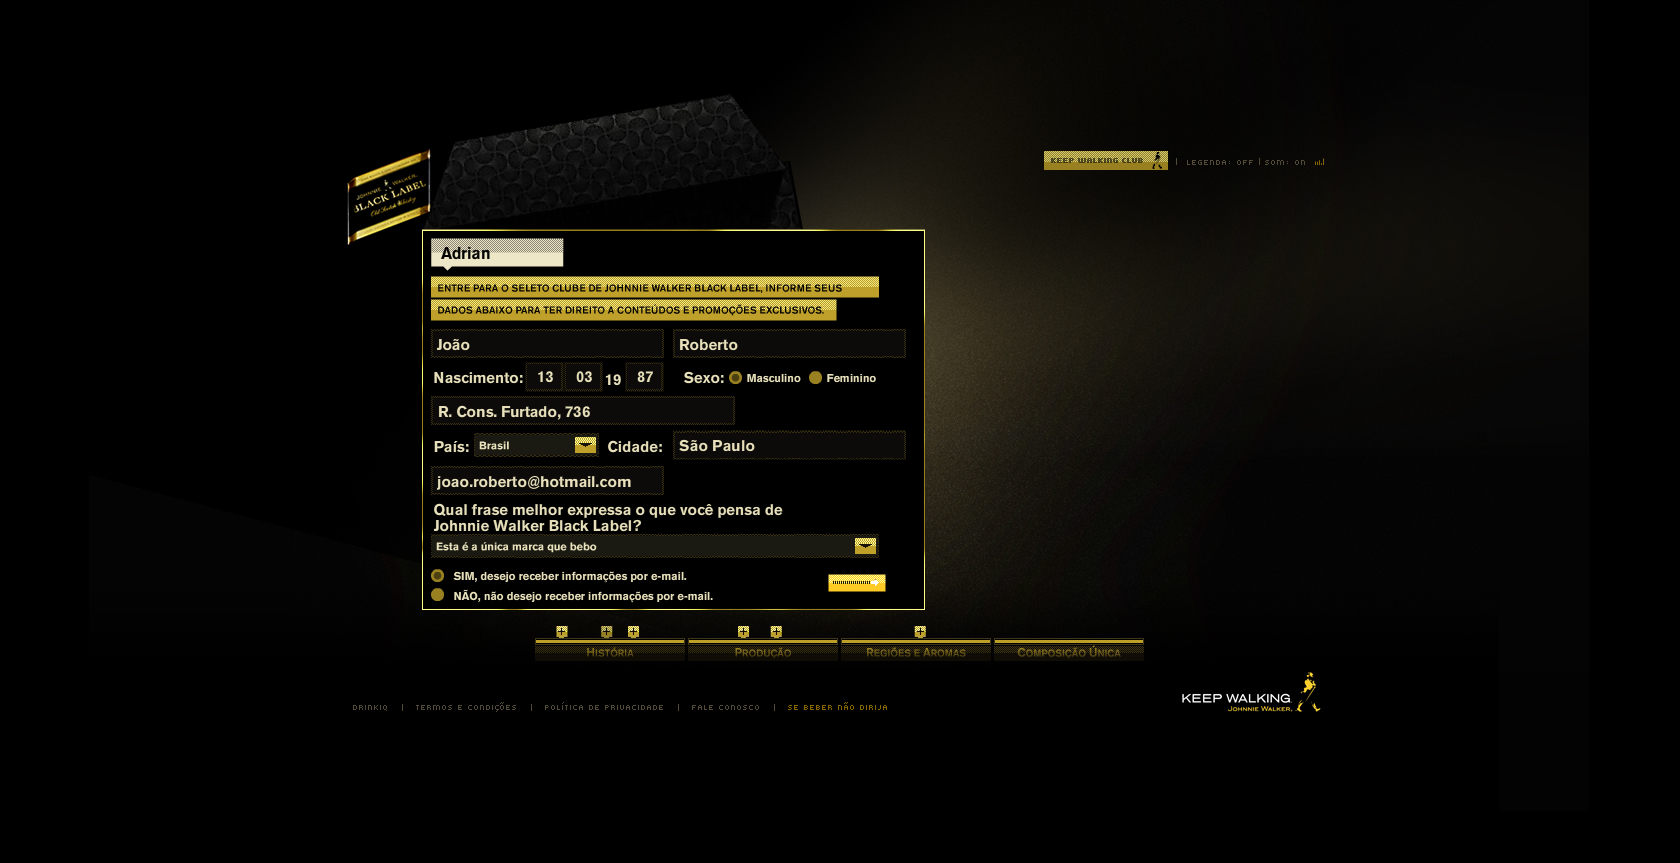 KEEP WALKING CLUB | LEGENDA: OFF | SOM: ON
JOHNNIE WALKER.
BLACK LABEL
Old Scotch Whisky
Adrian
ENTRE PARA O SELETO CLUBE DE JOHNNIE WALKER BLACK LABEL, INFORME SEUS
DADOS ABAIXO PARA TER DIREITO A CONTEÚDOS E PROMOÇÕES EXCLUSIVOS.
João Roberto
Nascimento: 13 03 19 87 Sexo: Masculino Feminino
R. Cons. Furtado, 736
País: Brasil Cidade: São Paulo
joao.roberto@hotmail.com
Qual frase melhor expressa o que você pensa de
Johnnie Walker Black Label?
Esta é a única marca que bebo
SIM, desejo receber informações por e-mail.
NÃO, não desejo receber informações por e-mail.
HISTÓRIA PRODUÇÃO REGIÕES E AROMAS COMPOSIÇÃO ÚNICA
DRINKIQ | TERMOS E CONDIÇÕES | POLÍTICA DE PRIVACIDADE | FALE CONOSCO | SE BEBER NÃO DIRIJA
KEEP WALKING
JOHNNIE WALKER.